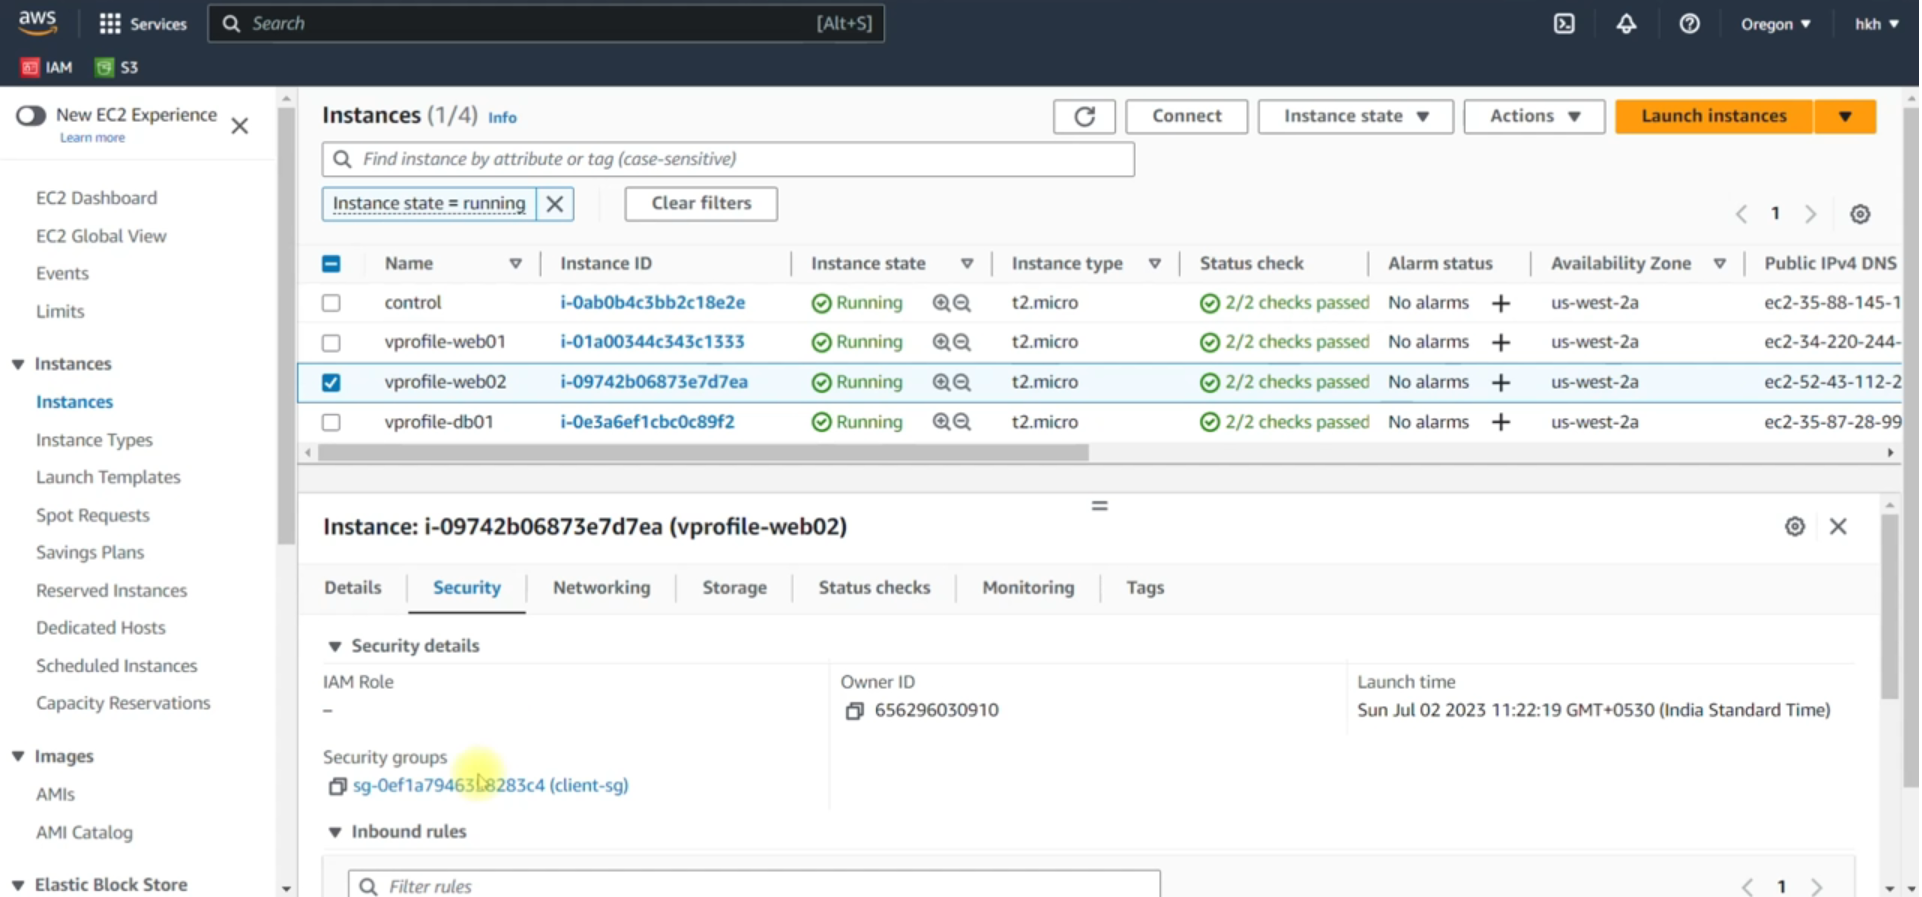 aws Services Search [Alt+S] Oregon hkh
IAM S3
New EC2 Experience
Learn more
EC2 Dashboard
EC2 Global View
Events
Limits
Instances
Instances
Instance Types
Launch Templates
Spot Requests
Savings Plans
Reserved Instances
Dedicated Hosts
Scheduled Instances
Capacity Reservations
Images
AMIs
AMI Catalog
Elastic Block Store
Instances (1/4) Info Connect Instance state Actions Launch instances
Find instance by attribute or tag (case-sensitive)
Instance state = running Clear filters
1
Name Instance ID Instance state Instance type Status check Alarm status Availability Zone Public IPv4 DNS
control i-0ab0b4c3bb2c18e2e Running t2.micro 2/2 checks passed No alarms us-west-2a ec2-35-88-145-1
vprofile-web01 i-01a00344c343c1333 Running t2.micro 2/2 checks passed No alarms us-west-2a ec2-34-220-244-
vprofile-web02 i-09742b06873e7d7ea Running t2.micro 2/2 checks passed No alarms us-west-2a ec2-52-43-112-2
vprofile-db01 i-0e3a6ef1cbc0c89f2 Running t2.micro 2/2 checks passed No alarms us-west-2a ec2-35-87-28-99
Instance: i-09742b06873e7d7ea (vprofile-web02)
Details Security Networking Storage Status checks Monitoring Tags
Security details
IAM Role Owner ID Launch time
– 656296030910 Sun Jul 02 2023 11:22:19 GMT+0530 (India Standard Time)
Security groups
(client-sg)
Inbound rules
Filter rules 1